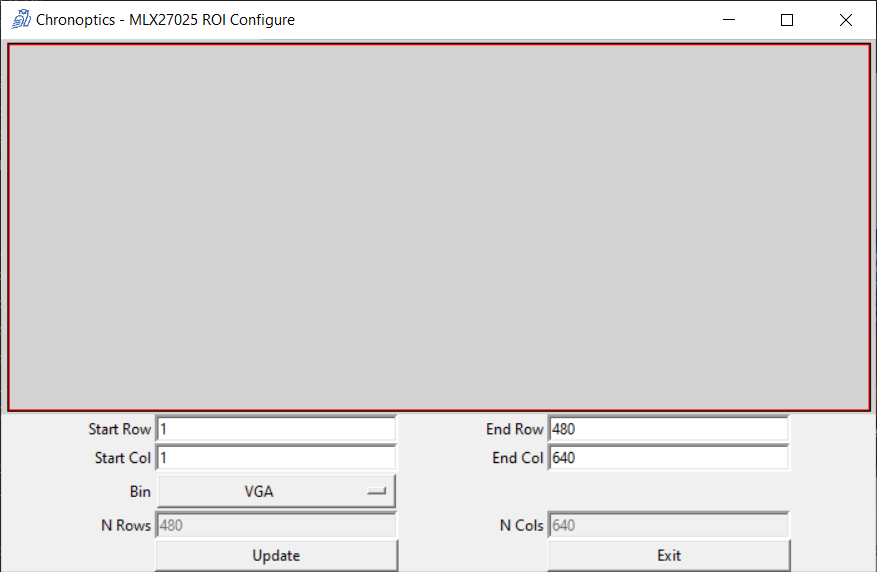 Chronoptics - MLX27025 ROI Configure
Start Row 1 End Row 480
Start Col 1 End Col 640
Bin VGA
N Rows 480 N Cols 640
Update Exit